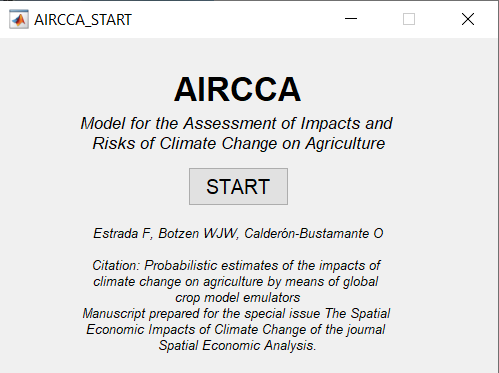 AIRCCA_START
AIRCCA
Model for the Assessment of Impacts and
Risks of Climate Change on Agriculture
START
Estrada F, Botzen WJW, Calderón-Bustamante O
Citation: Probabilistic estimates of the impacts of
climate change on agriculture by means of global
crop model emulators
Manuscript prepared for the special issue The Spatial
Economic Impacts of Climate Change of the journal
Spatial Economic Analysis.